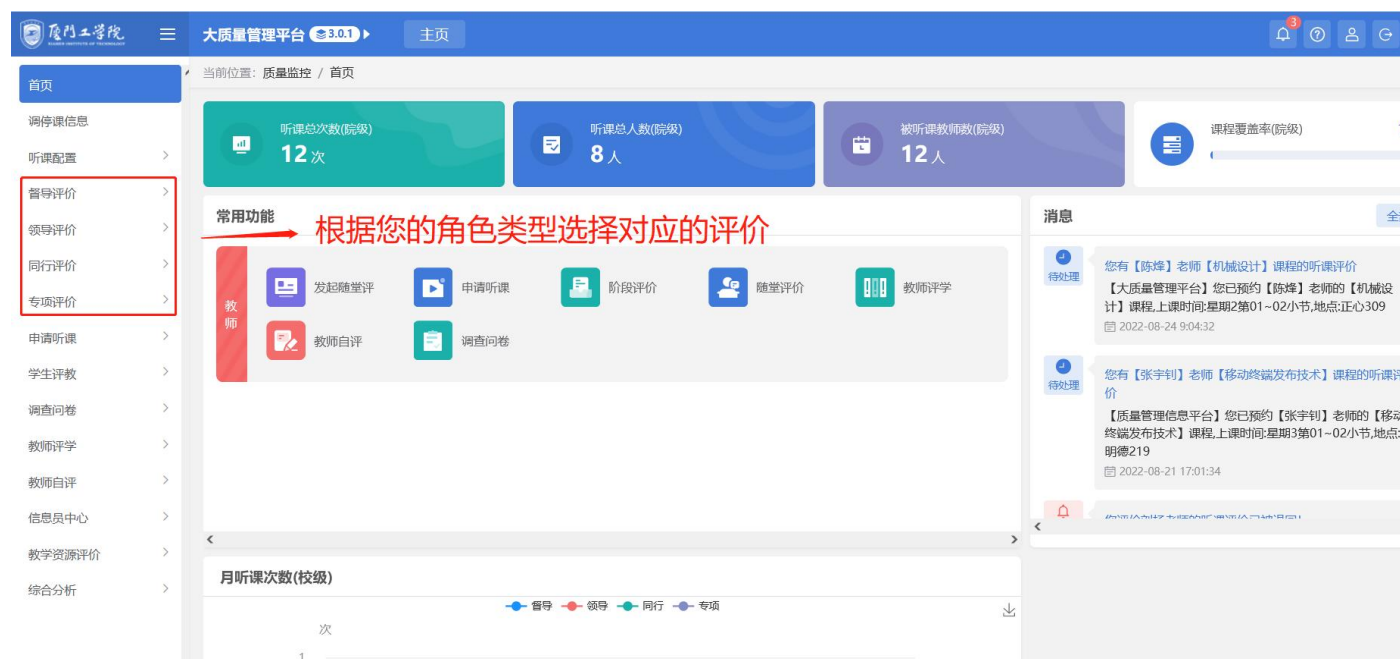 厦门工学院
大质量管理平台 3.0.1
主页
3
首页
调停课信息
听课配置
督导评价
领导评价
同行评价
专项评价
申请听课
学生评教
调查问卷
教师评学
教师自评
信息员中心
教学资源评价
综合分析
当前位置: 质量监控 / 首页
听课总次数(院级)
12 次
听课总人数(院级)
8 人
被听课教师数(院级)
12 人
课程覆盖率(院级)
常用功能
根据您的角色类型选择对应的评价
教师
发起随堂评
申请听课
阶段评价
随堂评价
教师评学
教师自评
调查问卷
消息
待处理
您有【陈烽】老师【机械设计】课程的听课评价
【大质量管理平台】您已预约【陈烽】老师的【机械设
计】课程,上课时间:星期2第01~02小节,地点:正心309
2022-08-24 9:04:32
待处理
您有【张宇钊】老师【移动终端发布技术】课程的听课评
价
【质量管理信息平台】您已预约【张宇钊】老师的【移动
终端发布技术】课程,上课时间:星期3第01~02小节,地点:
明德219
2022-08-21 17:01:34
月听课次数(校级)
督导 领导 同行 专项
次
1